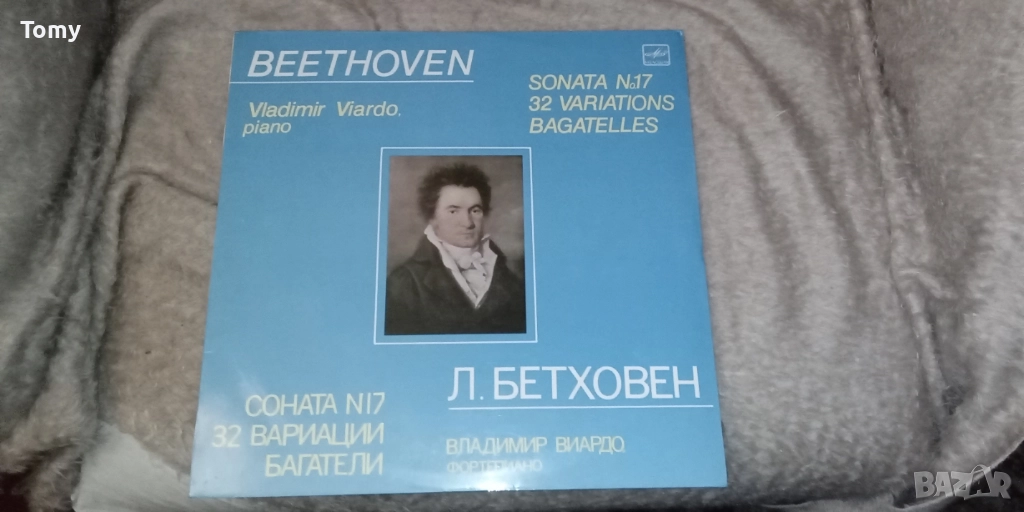 Tomy
BEETHOVEN
Vladimir Viardo.
piano
SONATA №17
32 VARIATIONS
BAGATELLES
Л. БЕТХОВЕН
СОНАТА N17
32 ВАРИАЦИИ
БАГАТЕЛИ
ВЛАДИМИР ВИАРДО.
ФОРТЕПИАНО
BAZAR